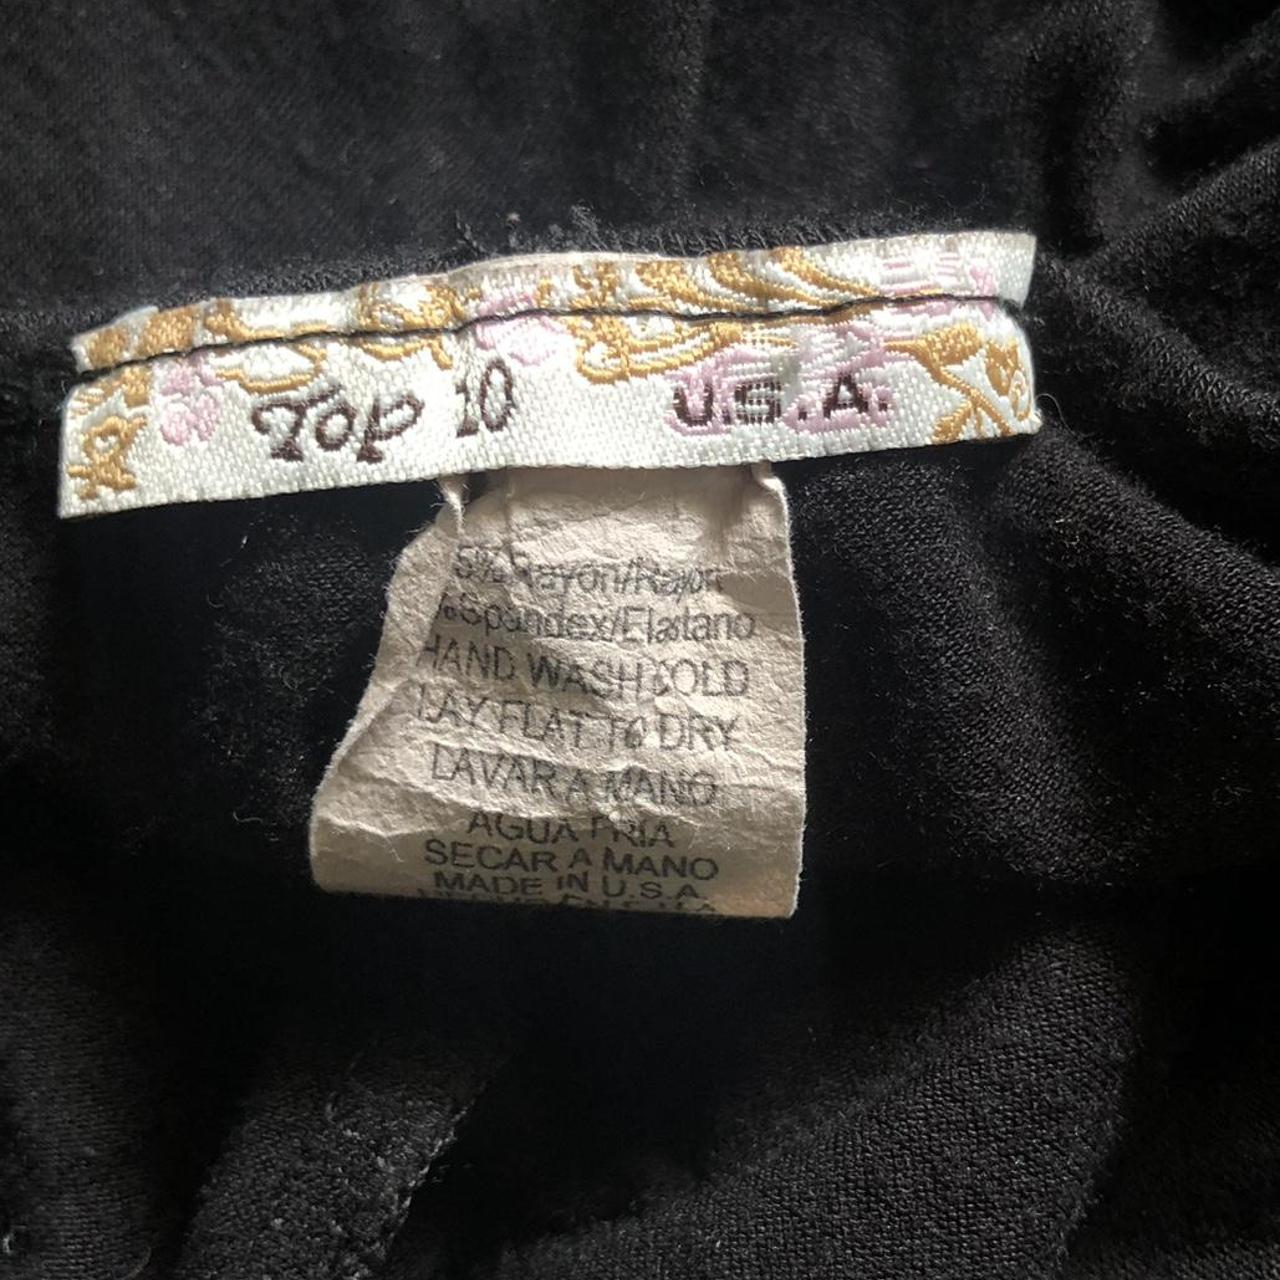 Top 10 U.S.A.
5% Rayon/Rayon
%Spandex/Elastano
HAND WASH COLD
LAY FLAT TO DRY
LAVAR A MANO
AGUA FRIA
SECAR A MANO
MADE IN U.S.A